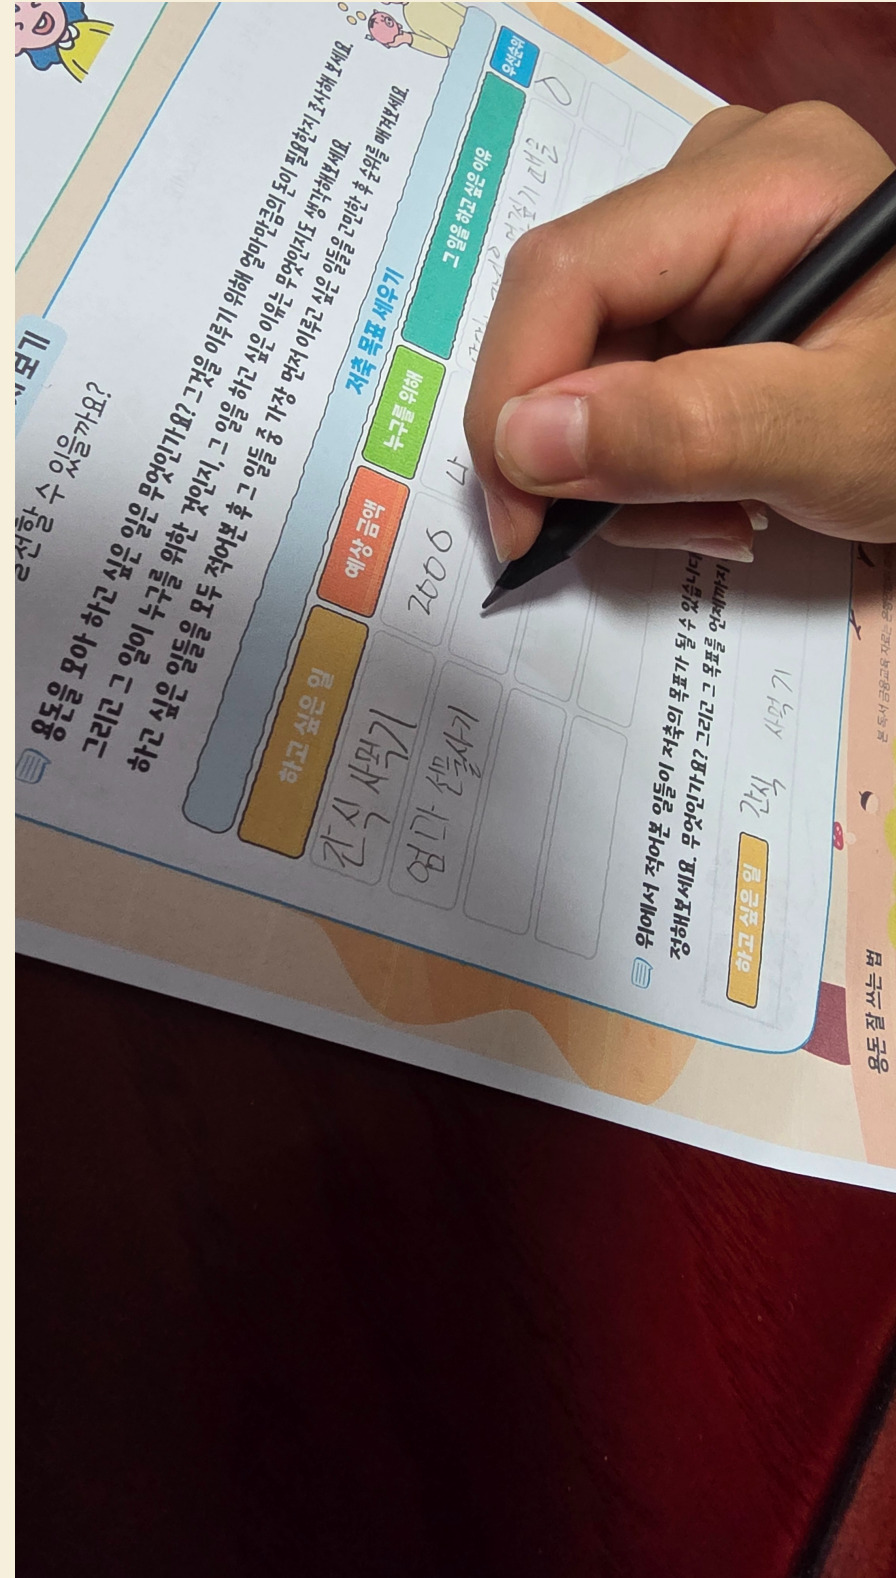 보기
수 있을까요?
용돈을 모아 하고 싶은 일은 무엇인가요? 그것을 이루기 위해 얼마만큼의 돈이 필요한지 조사해 보세요.
그리고 그 일이 누구를 위한 것인지, 그 일을 하고 싶은 이유는 무엇인지도 생각해보세요.
하고 싶은 일들을 모두 적어본 후 그 일들 중 가장 먼저 이루고 싶은 일들을 고민한 후 순위를 매겨보세요.
저축 목표 세우기
하고 싶은 일 예상 금액 누구를 위해 그 일을 하고 싶은 이유 우선순위
간식 사먹기 2000 나
엄마 선물사기
위에서 적어본 일들이 저축의 목표가 될 수 있습니다
정해보세요. 무엇인가요? 그리고 그 목표를 언제까지
하고 싶은 일 간식 사먹기
용돈 잘 쓰는 법